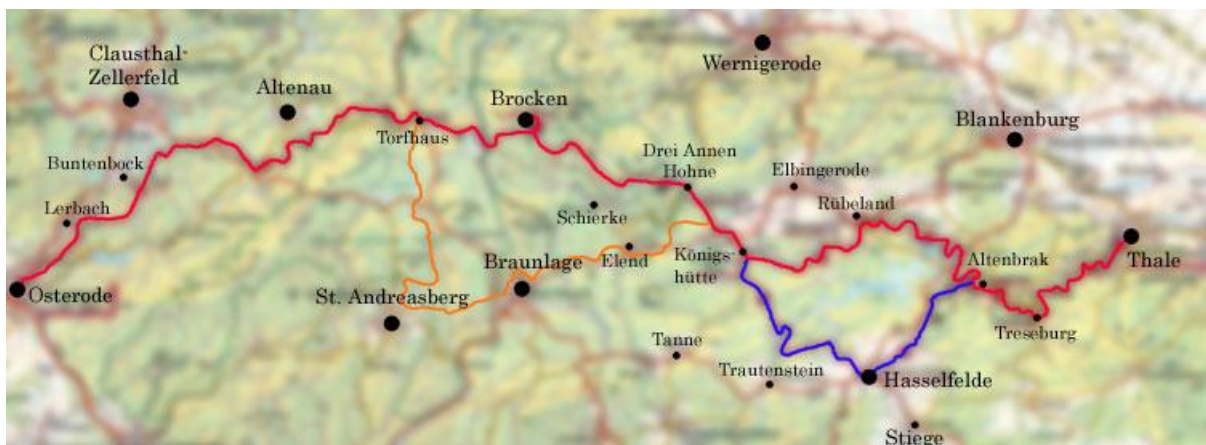 Clausthal-
Zellerfeld
Altenau
Brocken
Wernigerode
Torfhaus
Blankenburg
Buntenbock
Drei Annen
Hohne
Elbingerode
Lerbach
Schierke
Rübeland
Osterode
St. Andreasberg
Braunlage
Elend
Königs-
hütte
Altenbrak
Thale
Treseburg
Tanne
Trautenstein
Hasselfelde
Stiege